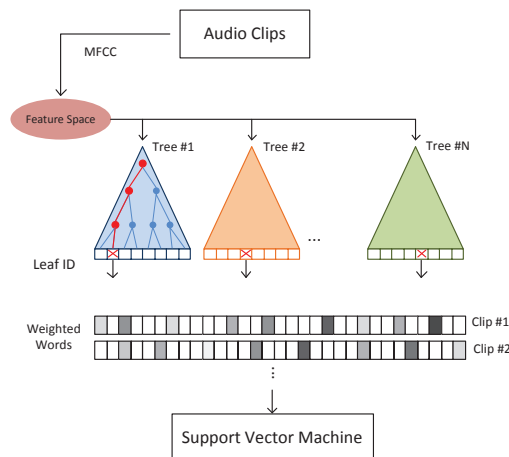 Audio Clips
MFCC
Feature Space
Tree #1
Tree #2
Tree #N
...
Leaf ID
Weighted
Words
Clip #1
Clip #2
...
Support Vector Machine